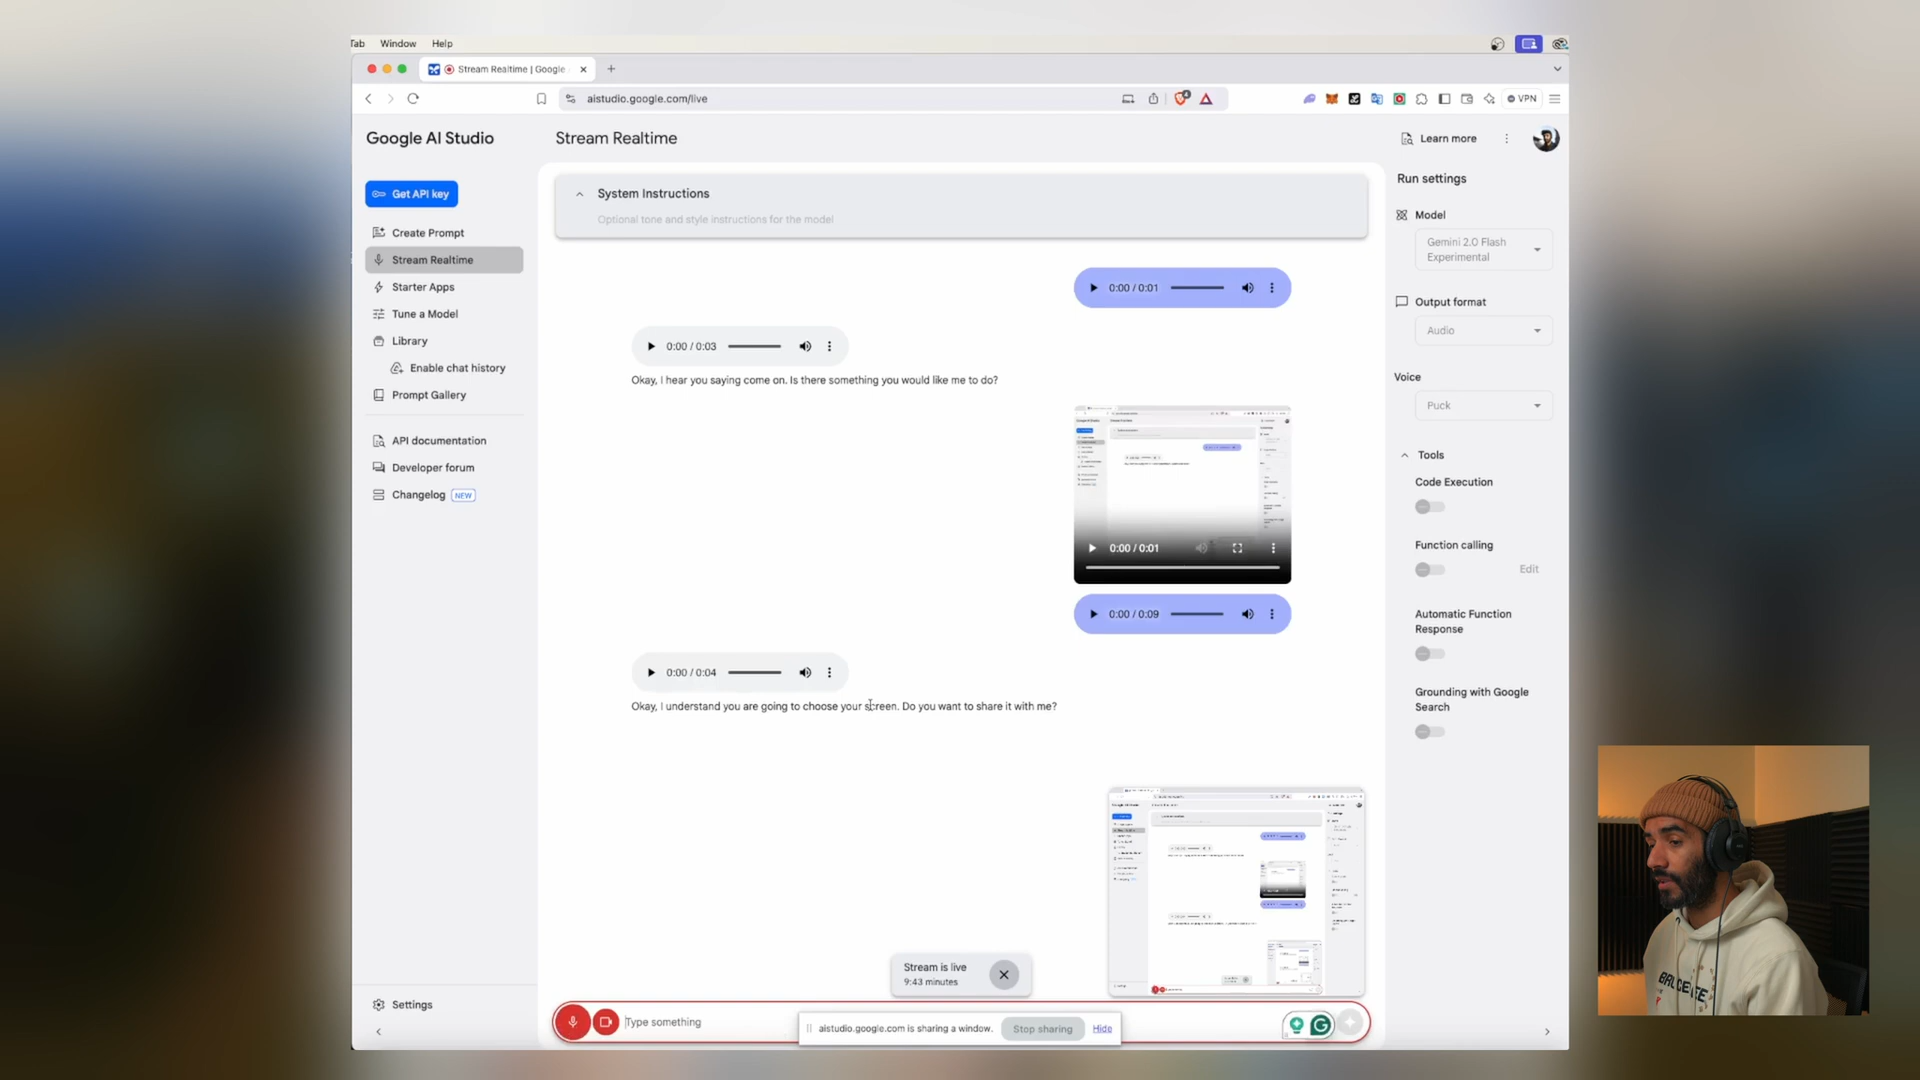 Tab Window Help
Stream Realtime | Google
aistudio.google.com/live
VPN
Google AI Studio
Stream Realtime
Learn more
Get API key
Create Prompt
Stream Realtime
Starter Apps
Tune a Model
Library
Enable chat history
Prompt Gallery
API documentation
Developer forum
Changelog NEW
Settings
System Instructions
Optional tone and style instructions for the model
0:00 / 0:01
0:00 / 0:03
Okay, I hear you saying come on. Is there something you would like me to do?
0:00 / 0:01
0:00 / 0:09
0:00 / 0:04
Okay, I understand you are going to choose your screen. Do you want to share it with me?
Stream is live
9:43 minutes
Type something
aistudio.google.com is sharing a window.
Stop sharing
Hide
Run settings
Model
Gemini 2.0 Flash
Experimental
Output format
Audio
Voice
Puck
Tools
Code Execution
Function calling
Edit
Automatic Function
Response
Grounding with Google
Search